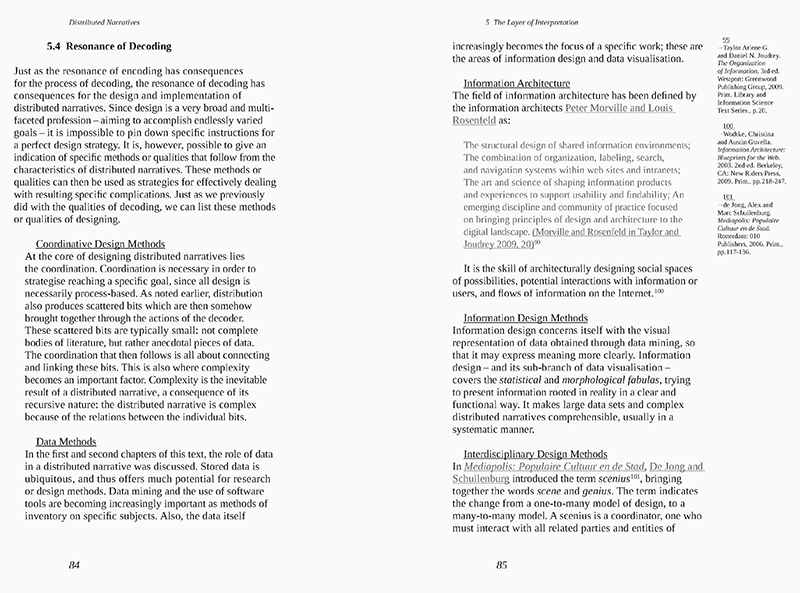 Distributed Narratives
5.4 Resonance of Decoding
Just as the resonance of encoding has consequences
for the process of decoding, the resonance of decoding has
consequences for the design and implementation of
distributed narratives. Since design is a very broad and multi-
faceted profession – aiming to accomplish endlessly varied
goals – it is impossible to pin down specific instructions for
a perfect design strategy. It is, however, possible to give an
indication of specific methods or qualities that follow from the
characteristics of distributed narratives. These methods or
qualities can then be used as strategies for effectively dealing
with resulting specific complications. Just as we previously
did with the qualities of decoding, we can list these methods
or qualities of designing.
Coordinative Design Methods
At the core of designing distributed narratives lies
the coordination. Coordination is necessary in order to
strategise reaching a specific goal, since all design is
necessarily process-based. As noted earlier, distribution
also produces scattered bits which are then somehow
brought together through the actions of the decoder.
These scattered bits are typically small: not complete
bodies of literature, but rather anecdotal pieces of data.
The coordination that then follows is all about connecting
and linking these bits. This is also where complexity
becomes an important factor. Complexity is the inevitable
result of a distributed narrative, a consequence of its
recursive nature: the distributed narrative is complex
because of the relations between the individual bits.
Data Methods
In the first and second chapters of this text, the role of data
in a distributed narrative was discussed. Stored data is
ubiquitous, and thus offers much potential for research
or design methods. Data mining and the use of software
tools are becoming increasingly important as methods of
inventory on specific subjects. Also, the data itself
84
5 The Layer of Interpretation
increasingly becomes the focus of a specific work; these are
the areas of information design and data visualisation.
Information Architecture
The field of information architecture has been defined by
the information architects Peter Morville and Louis
Rosenfeld as:
The structural design of shared information environments;
The combination of organization, labeling, search,
and navigation systems within web sites and intranets;
The art and science of shaping information products
and experiences to support usability and findability; An
emerging discipline and community of practice focused
on bringing principles of design and architecture to the
digital landscape. (Morville and Rosenfeld in Taylor and
Joudrey 2009, 20)99
It is the skill of architecturally designing social spaces
of possibilities, potential interactions with information or
users, and flows of information on the Internet.100
Information Design Methods
Information design concerns itself with the visual
representation of data obtained through data mining, so
that it may express meaning more clearly. Information
design – and its sub-branch of data visualisation –
covers the statistical and morphological fabulas, trying
to present information rooted in reality in a clear and
functional way. It makes large data sets and complex
distributed narratives comprehensible, usually in a
systematic manner.
Interdisciplinary Design Methods
In Mediapolis: Populaire Cultuur en de Stad, De Jong and
Schuilenburg introduced the term scenius101, bringing
together the words scene and genius. The term indicates
the change from a one-to-many model of design, to a
many-to-many model. A scenius is a coordinator, one who
must interact with all related parties and entities of
85
99
→Taylor Arlene G.
and Daniel N. Joudrey.
The Organization
of Information. 3rd ed.
Westport: Greenwood
Publishing Group, 2009.
Print. Library and
Information Science
Text Series., p.20.
100
→Wodtke, Christina
and Austin Govella.
Information Architecture:
Blueprints for the Web.
2003. 2nd ed. Berkeley,
CA: New Riders Press,
2009. Print., pp.218-247.
101
→de Jong, Alex and
Marc Schuilenburg.
Mediapolis: Populaire
Cultuur en de Stad.
Rotterdam: 010
Publishers, 2006. Print.,
pp.117-136.